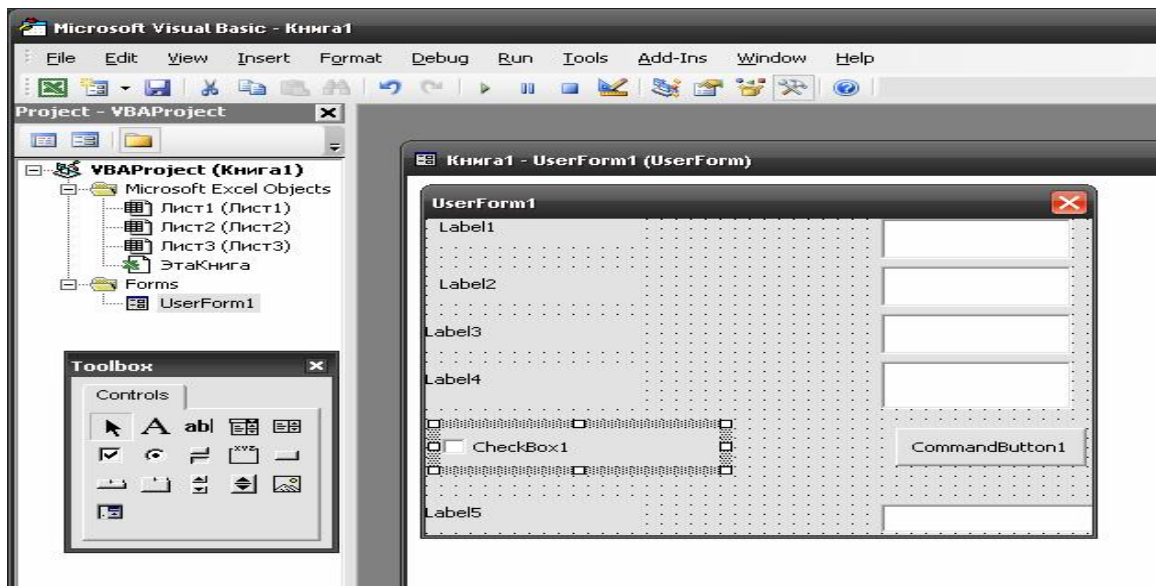 Microsoft Visual Basic - Книга1
File Edit View Insert Format Debug Run Tools Add-Ins Window Help
Project - VBAProject
Книга1 - UserForm1 (UserForm)
VBAProject (Книга1)
Microsoft Excel Objects
Лист1 (Лист1)
Лист2 (Лист2)
Лист3 (Лист3)
ЭтаКнига
Forms
UserForm1
Toolbox
Controls
A abl
xyz
UserForm1
Label1
Label2
Label3
Label4
CheckBox1 CommandButton1
Label5